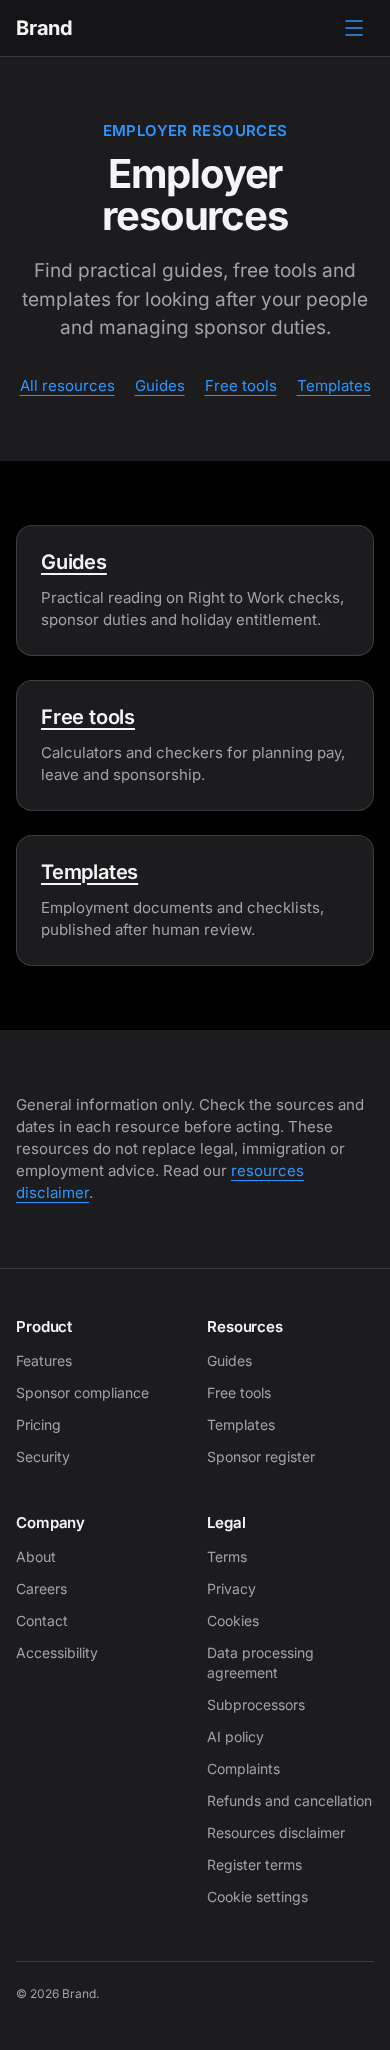 Brand
EMPLOYER RESOURCES
Employer
resources
Find practical guides, free tools and
templates for looking after your people
and managing sponsor duties.
All resources Guides Free tools Templates
Guides
Practical reading on Right to Work checks,
sponsor duties and holiday entitlement.
Free tools
Calculators and checkers for planning pay,
leave and sponsorship.
Templates
Employment documents and checklists,
published after human review.
General information only. Check the sources and
dates in each resource before acting. These
resources do not replace legal, immigration or
employment advice. Read our resources
disclaimer.
Product
Features
Sponsor compliance
Pricing
Security
Resources
Guides
Free tools
Templates
Sponsor register
Company
About
Careers
Contact
Accessibility
Legal
Terms
Privacy
Cookies
Data processing
agreement
Subprocessors
AI policy
Complaints
Refunds and cancellation
Resources disclaimer
Register terms
Cookie settings
© 2026 Brand.